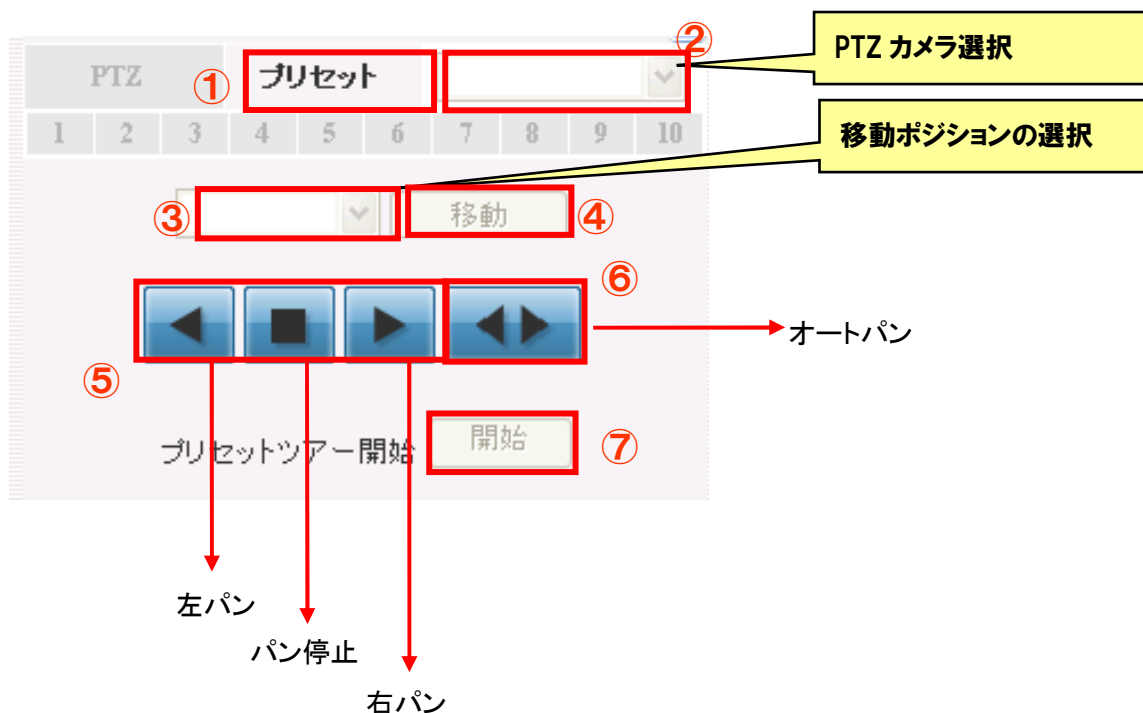 PTZ カメラ選択
②
PTZ ① プリセット
1 2 3 4 5 6 7 8 9 10
移動ポジションの選択
③ 移動 ④
⑥
オートパン
⑤
プリセットツアー開始 開始 ⑦
左パン
パン停止
右パン